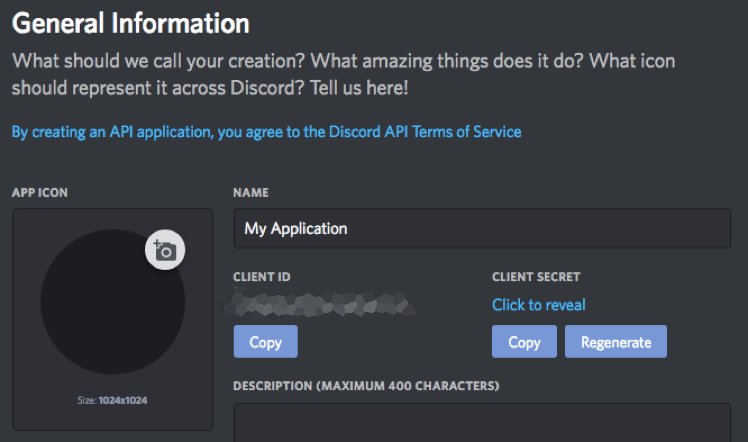 General Information
What should we call your creation? What amazing things does it do? What icon
should represent it across Discord? Tell us here!
By creating an API application, you agree to the Discord API Terms of Service
APP ICON
NAME
My Application
CLIENT ID
CLIENT SECRET
Click to reveal
Copy
Copy
Regenerate
Size: 1024x1024
DESCRIPTION (MAXIMUM 400 CHARACTERS)